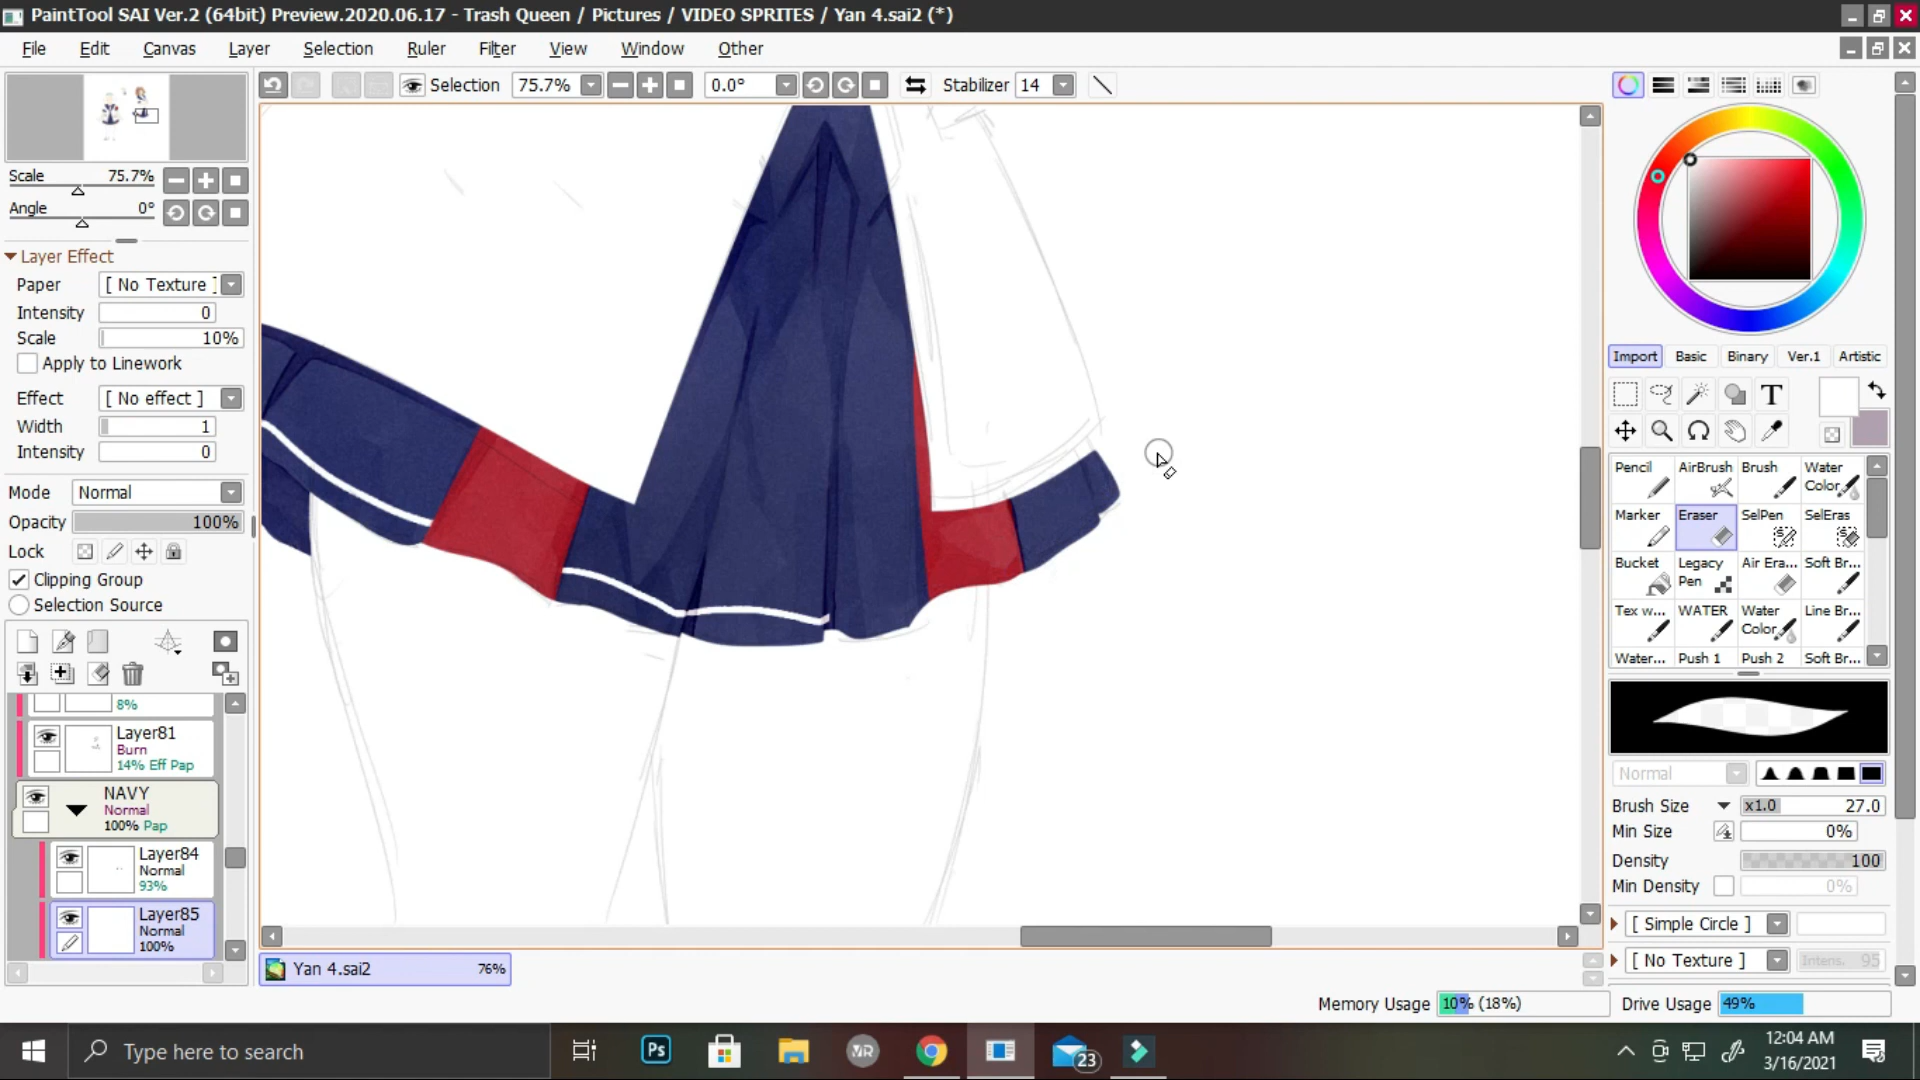 PaintTool SAI Ver.2 (64bit) Preview.2020.06.17 - Trash Queen / Pictures / VIDEO SPRITES / Yan 4.sai2 (*)
File Edit Canvas Layer Selection Ruler Filter View Window Other
Selection 75.7% 0.0° Stabilizer 14
Scale 75.7%
Angle 0°
Layer Effect
Paper [ No Texture ]
Intensity 0
Scale 10%
Apply to Linework
Effect [ No effect ]
Width 1
Intensity 0
Mode Normal
Opacity 100%
Lock
Clipping Group
Selection Source
8%
Layer81
Burn
14% Eff Pap
NAVY
Normal
100% Pap
Layer84
Normal
93%
Layer85
Normal
100%
Import Basic Binary Ver.1 Artistic
T
Pencil AirBrush Brush Water Color
Marker Eraser SelPen SelEras
Bucket Legacy Pen Air Era... Soft Br...
Tex w... WATER Water Color Line Br...
Water... Push 1 Push 2 Soft Br...
Normal
Brush Size x1.0 27.0
Min Size 0%
Density 100
Min Density 0%
[ Simple Circle ]
[ No Texture ] Intens. 95
Yan 4.sai2 76%
Memory Usage 10% (18%) Drive Usage 49%
Type here to search
Ps
23
12:04 AM
3/16/2021